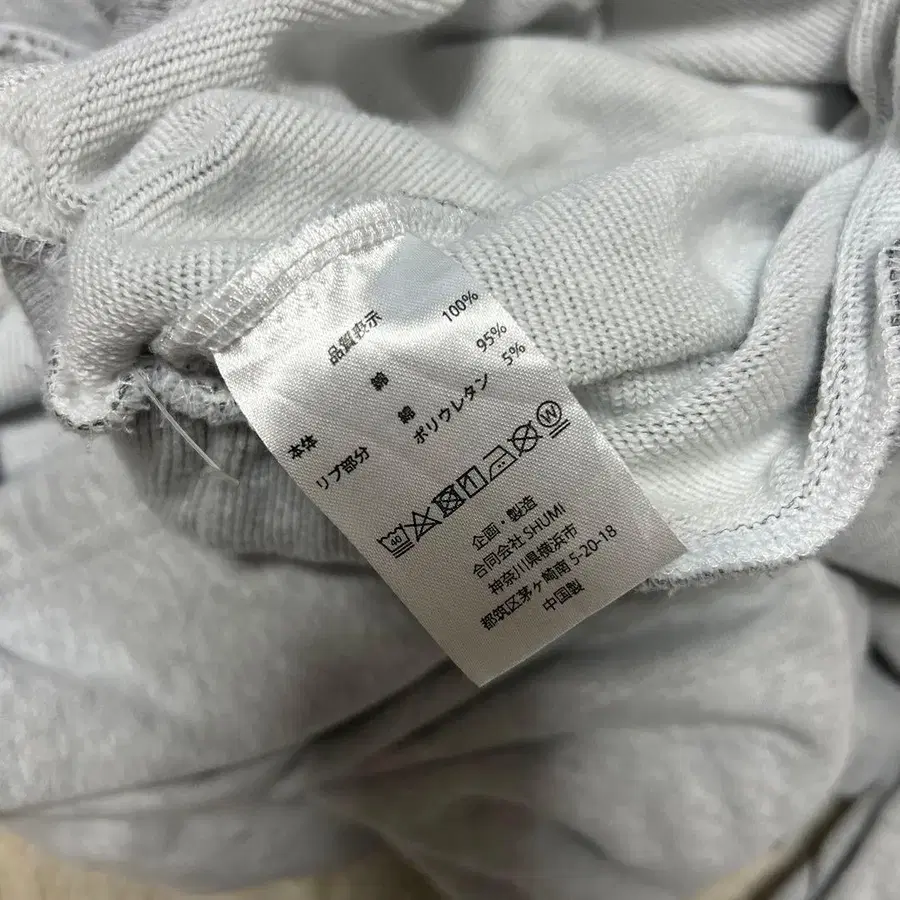 品質表示
本体 綿 100%
リブ部分 綿 95%
ポリウレタン 5%
40 W
企画・製造
合同会社 SHUMI
神奈川県横浜市
都筑区茅ヶ崎南 5-20-18
中国製